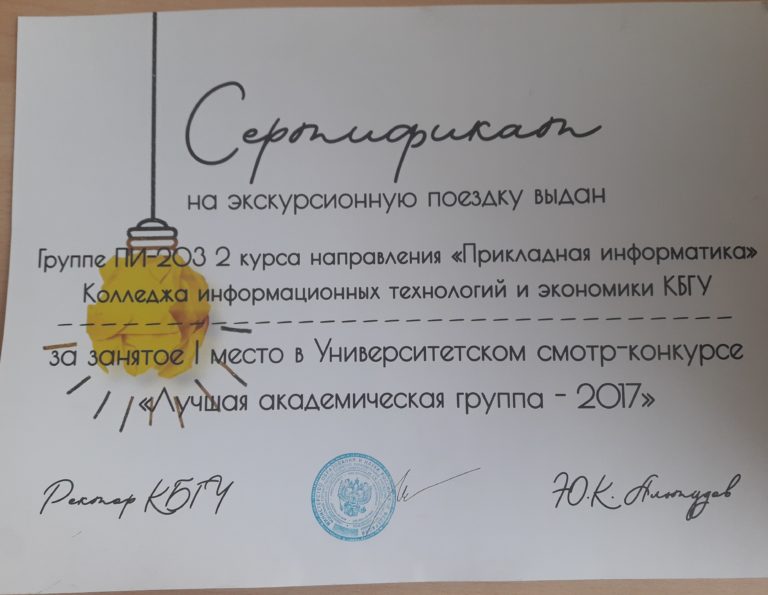 Сертификат
на экскурсионную поездку выдан
Группе ПИ-203 2 курса направления «Прикладная информатика»
Колледжа информационных технологий и экономики КБГУ
за занятое I место в Университетском смотр-конкурсе
«Лучшая академическая группа - 2017»
Ректор КБГУ Ю.К. Альтудов